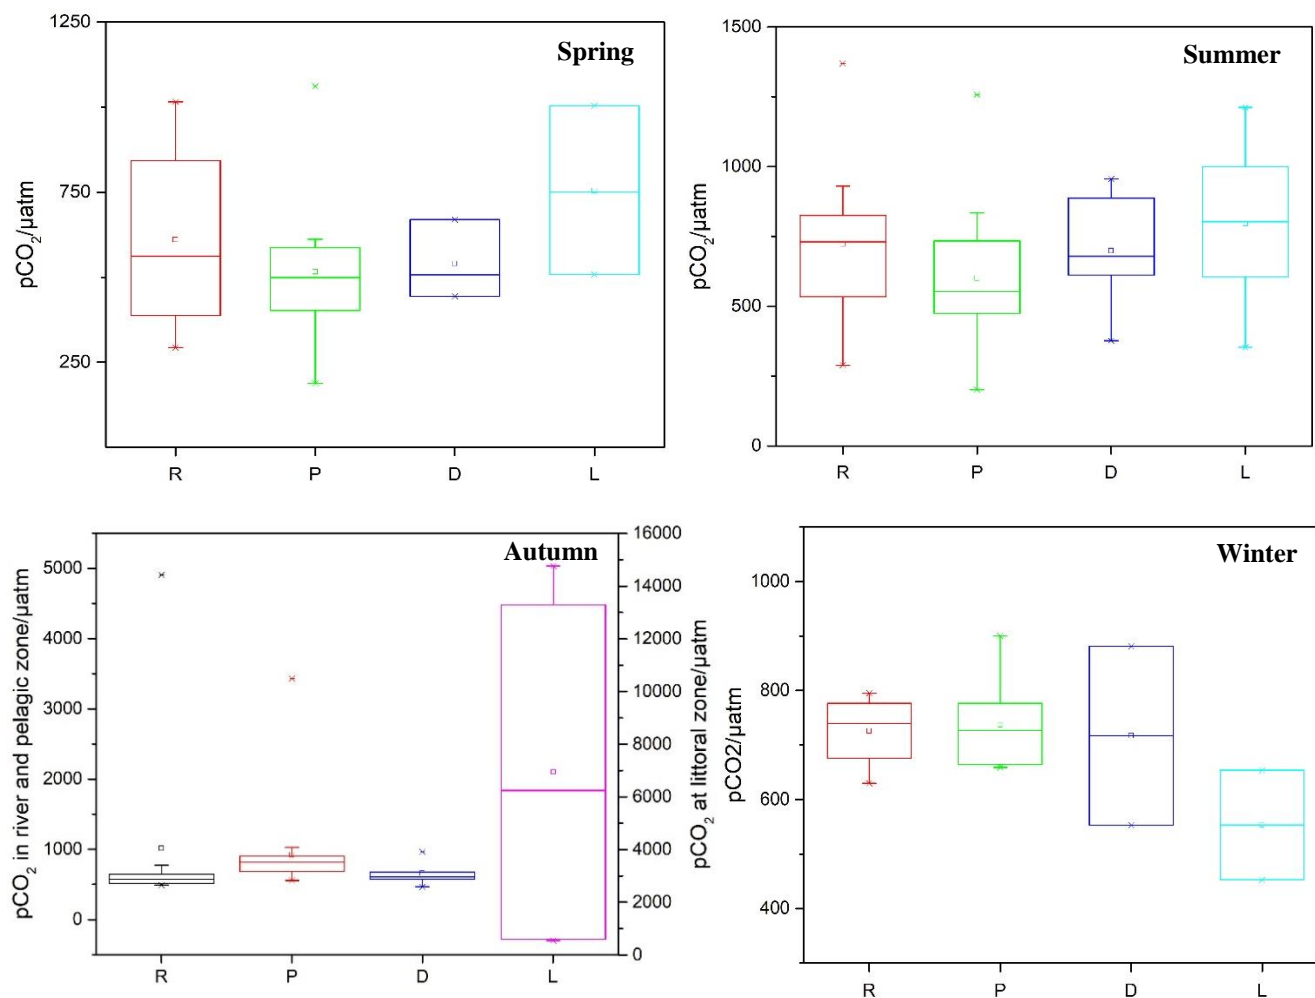 Spring
1250
750
250
pCO₂/µatm
R P D L
Summer
1500
1000
500
0
pCO₂/µatm
R P D L
Autumn
5000
4000
3000
2000
1000
0
pCO₂ in river and pelagic zone/µatm
16000
14000
12000
10000
8000
6000
4000
2000
0
pCO₂ at littoral zone/µatm
R P D L
Winter
1000
800
600
400
pCO2/µatm
R P D L